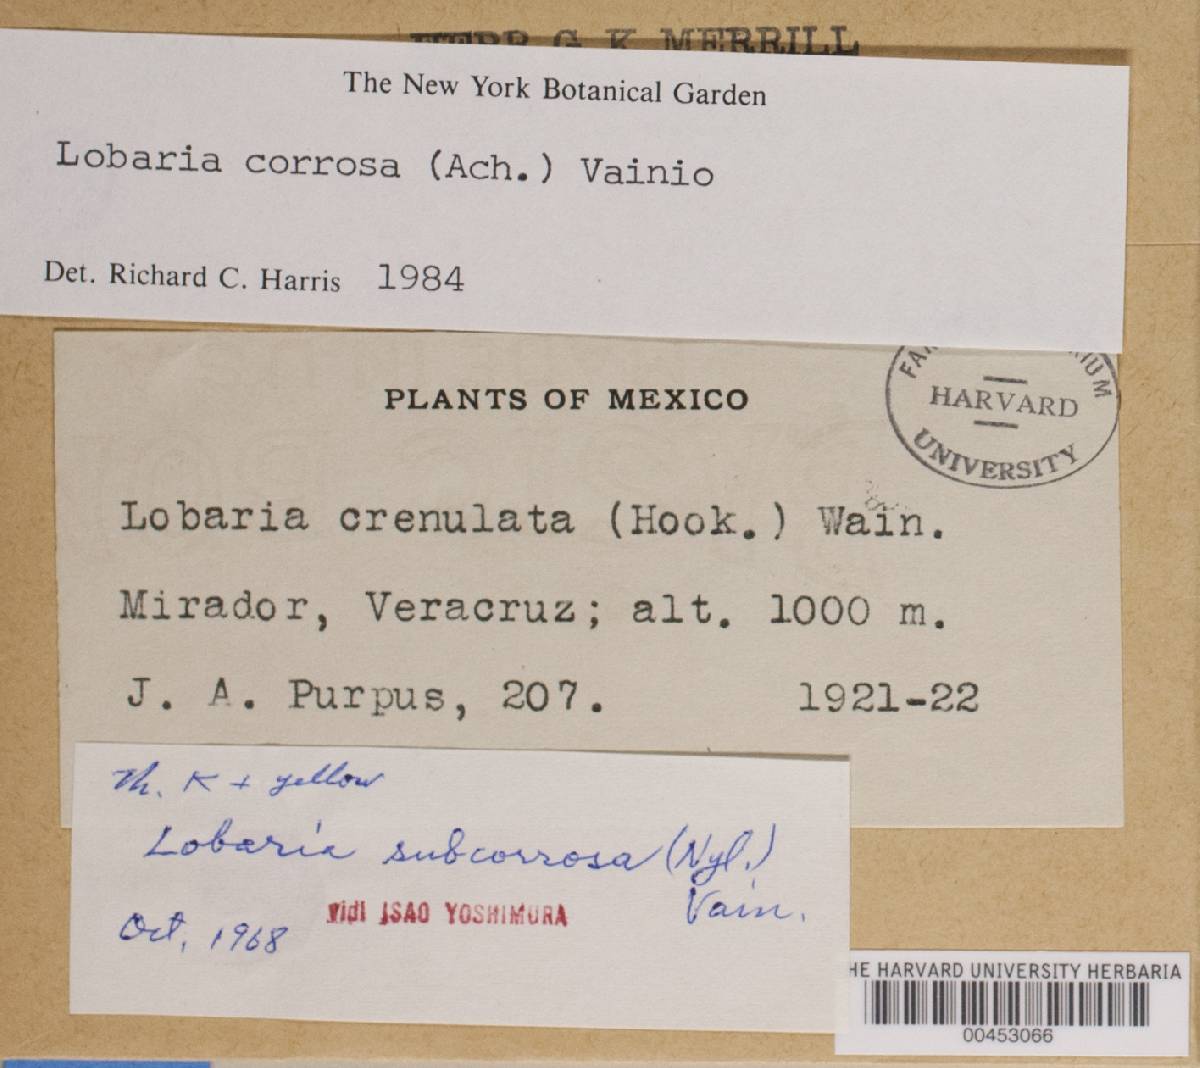 G. K. MERRILL
The New York Botanical Garden
Lobaria corrosa (Ach.) Vainio
Det. Richard C. Harris 1984
PLANTS OF MEXICO
HARVARD
UNIVERSITY
Lobaria crenulata (Hook.) Wain.
Mirador, Veracruz; alt. 1000 m.
J. A. Purpus, 207. 1921-22
Th. K + yellow
Lobaria subcorrosa (Nyl.)
Vain.
Oct, 1968 vidi ISAO YOSHIMURA
HE HARVARD UNIVERSITY HERBARIA
00453066